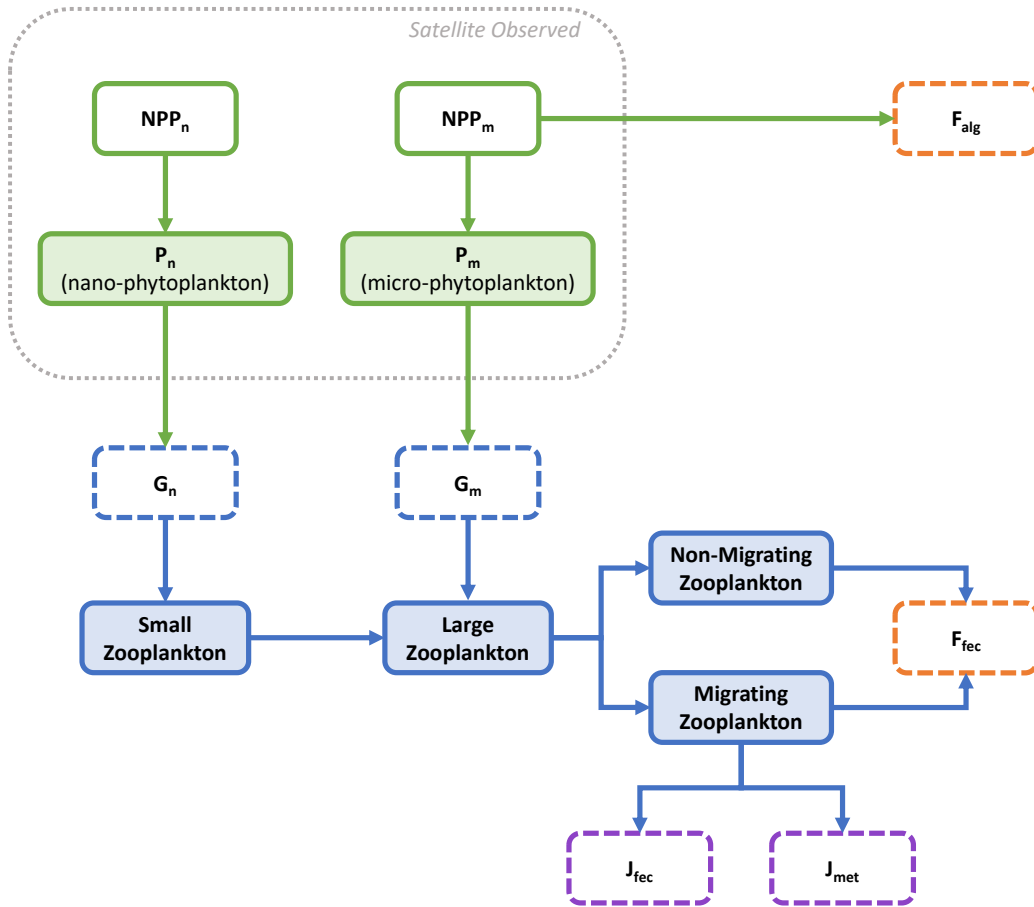 Satellite Observed
NPPn
NPPm
Falg
Pn
(nano-phytoplankton)
Pm
(micro-phytoplankton)
Gn
Gm
Non-Migrating
Zooplankton
Small
Zooplankton
Large
Zooplankton
Ffec
Migrating
Zooplankton
Jfec
Jmet